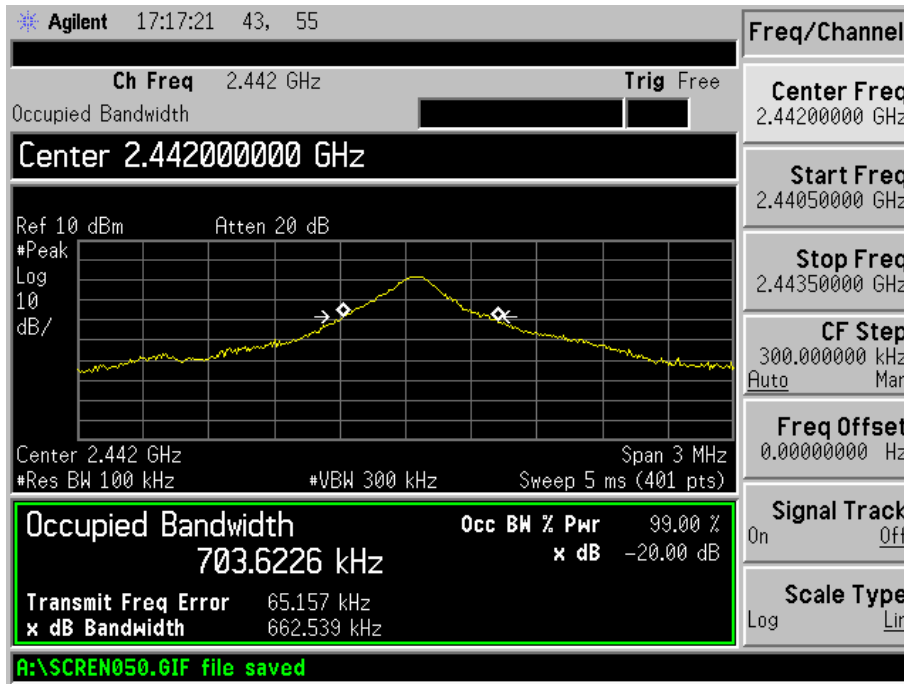 Agilent 17:17:21 43, 55
Ch Freq 2.442 GHz Trig Free
Occupied Bandwidth
Center 2.442000000 GHz
Ref 10 dBm Atten 20 dB
#Peak
Log
10
dB/
Center 2.442 GHz Span 3 MHz
#Res BW 100 kHz #VBW 300 kHz Sweep 5 ms (401 pts)
Occupied Bandwidth Occ BW % Pwr 99.00 %
703.6226 kHz x dB -20.00 dB
Transmit Freq Error 65.157 kHz
x dB Bandwidth 662.539 kHz
A:\SCREN050.GIF file saved
Freq/Channel
Center Freq
2.44200000 GHz
Start Freq
2.44050000 GHz
Stop Freq
2.44350000 GHz
CF Step
300.000000 kHz
Auto Man
Freq Offset
0.00000000 Hz
Signal Track
On Off
Scale Type
Log Lin